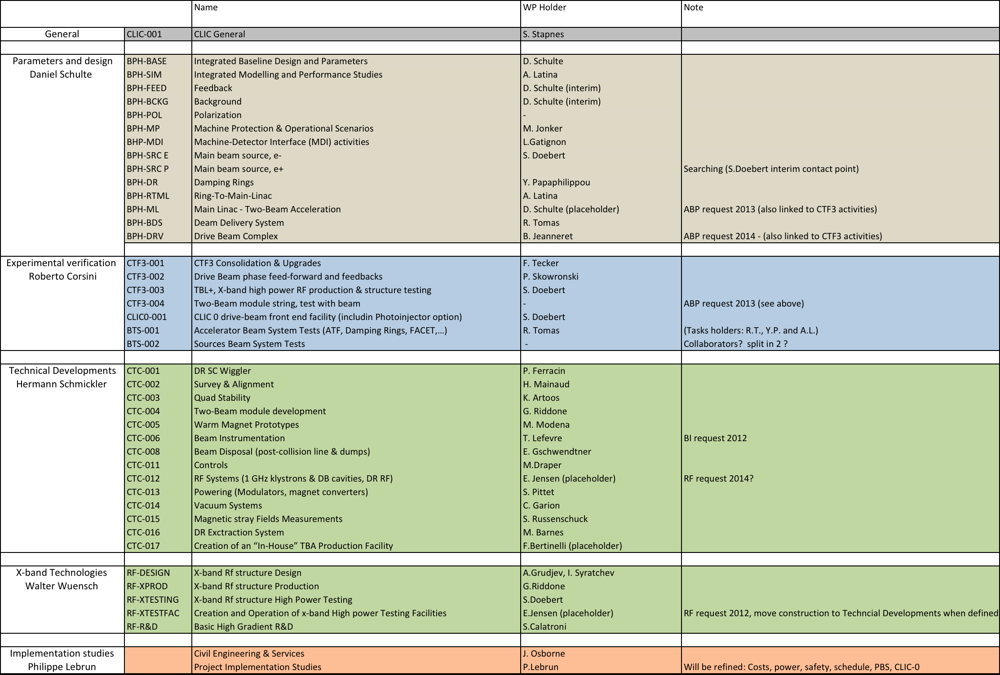 Name WP Holder Note
General CLIC-001 CLIC General S. Stapnes
Parameters and design BPH-BASE Integrated Baseline Design and Parameters D. Schulte
Daniel Schulte BPH-SIM Integrated Modelling and Performance Studies A. Latina
BPH-FEED Feedback D. Schulte (interim)
BPH-BCKG Background D. Schulte (interim)
BPH-POL Polarization -
BPH-MP Machine Protection & Operational Scenarios M. Jonker
BHP-MDI Machine-Detector Interface (MDI) activities L.Gatignon
BPH-SRC E Main beam source, e- S. Doebert
BPH-SRC P Main beam source, e+ Searching (S.Doebert interim contact point)
BPH-DR Damping Rings Y. Papaphilippou
BPH-RTML Ring-To-Main-Linac A. Latina
BPH-ML Main Linac - Two-Beam Acceleration D. Schulte (placeholder) ABP request 2013 (also linked to CTF3 activities)
BPH-BDS Deam Delivery System R. Tomas
BPH-DRV Drive Beam Complex B. Jeanneret ABP request 2014 - (also linked to CTF3 activities)
Experimental verification CTF3-001 CTF3 Consolidation & Upgrades F. Tecker
Roberto Corsini CTF3-002 Drive Beam phase feed-forward and feedbacks P. Skowronski
CTF3-003 TBL+, X-band high power RF production & structure testing S. Doebert
CTF3-004 Two-Beam module string, test with beam - ABP request 2013 (see above)
CLIC0-001 CLIC 0 drive-beam front end facility (includin Photoinjector option) S. Doebert
BTS-001 Accelerator Beam System Tests (ATF, Damping Rings, FACET,...) R. Tomas (Tasks holders: R.T., Y.P. and A.L.)
BTS-002 Sources Beam System Tests - Collaborators? split in 2 ?
Technical Developments CTC-001 DR SC Wiggler P. Ferracin
Hermann Schmickler CTC-002 Survey & Alignment H. Mainaud
CTC-003 Quad Stability K. Artoos
CTC-004 Two-Beam module development G. Riddone
CTC-005 Warm Magnet Prototypes M. Modena
CTC-006 Beam Instrumentation T. Lefevre BI request 2012
CTC-008 Beam Disposal (post-collision line & dumps) E. Gschwendtner
CTC-011 Controls M.Draper
CTC-012 RF Systems (1 GHz klystrons & DB cavities, DR RF) E. Jensen (placeholder) RF request 2014?
CTC-013 Powering (Modulators, magnet converters) S. Pittet
CTC-014 Vacuum Systems C. Garion
CTC-015 Magnetic stray Fields Measurements S. Russenschuck
CTC-016 DR Exctraction System M. Barnes
CTC-017 Creation of an “In-House” TBA Production Facility F.Bertinelli (placeholder)
X-band Technologies RF-DESIGN X-band Rf structure Design A.Grudjev, I. Syratchev
Walter Wuensch RF-XPROD X-band Rf structure Production G.Riddone
RF-XTESTING X-band Rf structure High Power Testing S.Doebert
RF-XTESTFAC Creation and Operation of x-band High power Testing Facilities E.Jensen (placeholder) RF request 2012, move construction to Techncial Developments when defined
RF-R&D Basic High Gradient R&D S.Calatroni
Implementation studies Civil Engineering & Services J. Osborne
Philippe Lebrun Project Implementation Studies P.Lebrun Will be refined: Costs, power, safety, schedule, PBS, CLIC-0